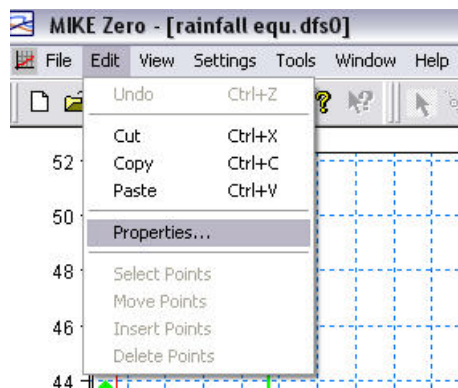 MIKE Zero - [rainfall equ.dfs0]
File Edit View Settings Tools Window Help
Undo Ctrl+Z
Cut Ctrl+X
Copy Ctrl+C
Paste Ctrl+V
Properties...
Select Points
Move Points
Insert Points
Delete Points
52
50
48
46
44